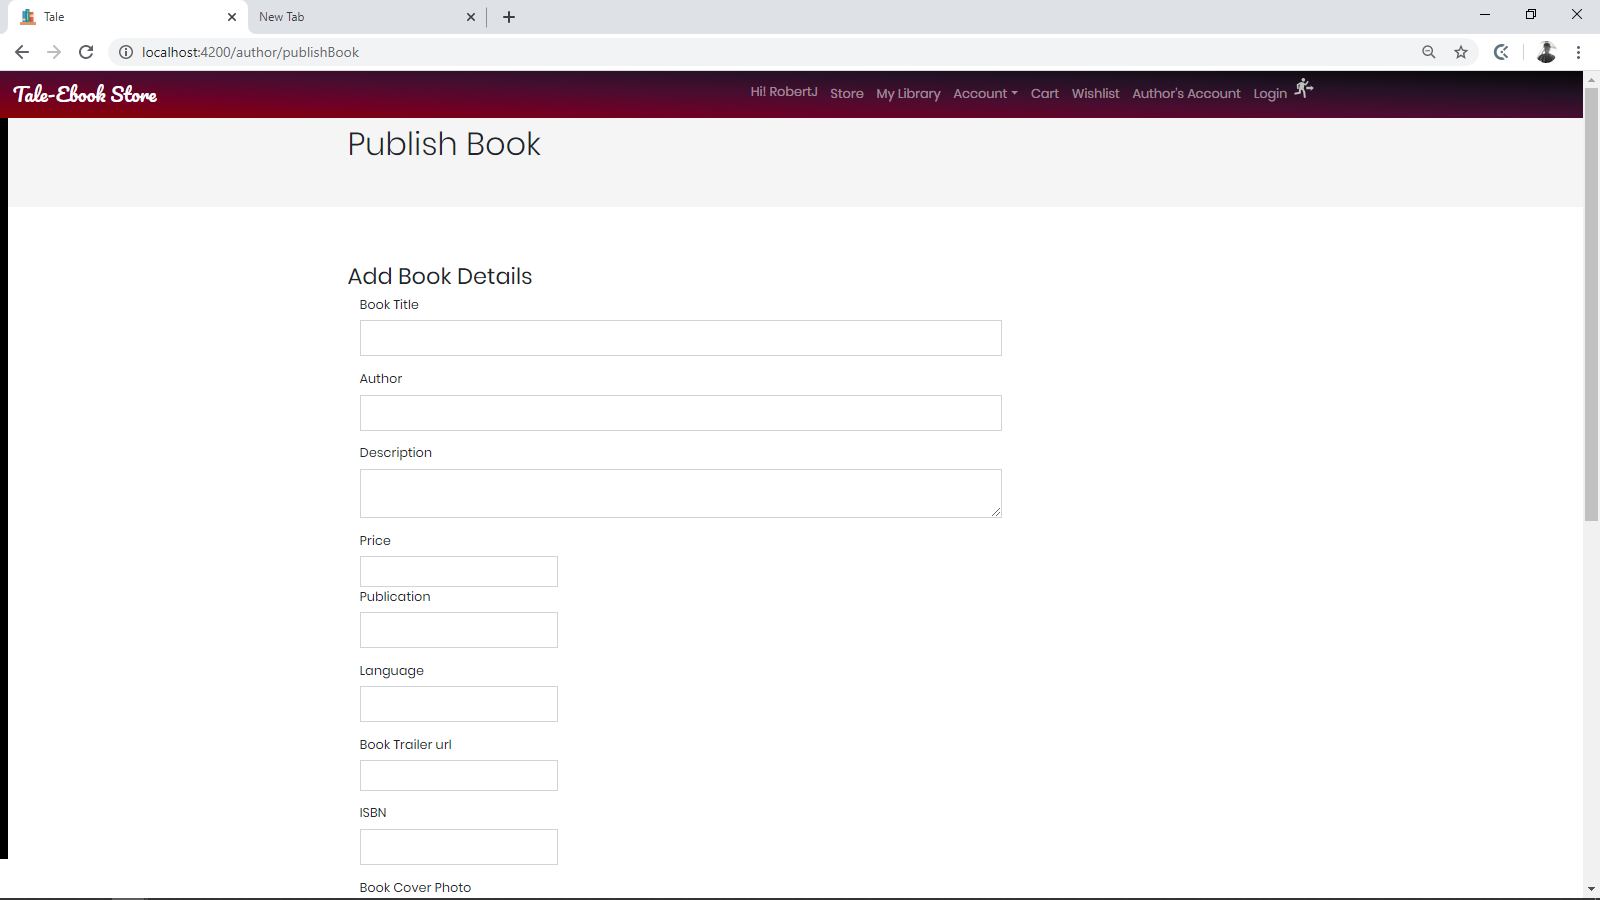 Tale
New Tab
localhost:4200/author/publishBook
Tale-Ebook Store
Hi! RobertJ Store My Library Account Cart Wishlist Author's Account Login
Publish Book
Add Book Details
Book Title
Author
Description
Price
Publication
Language
Book Trailer url
ISBN
Book Cover Photo